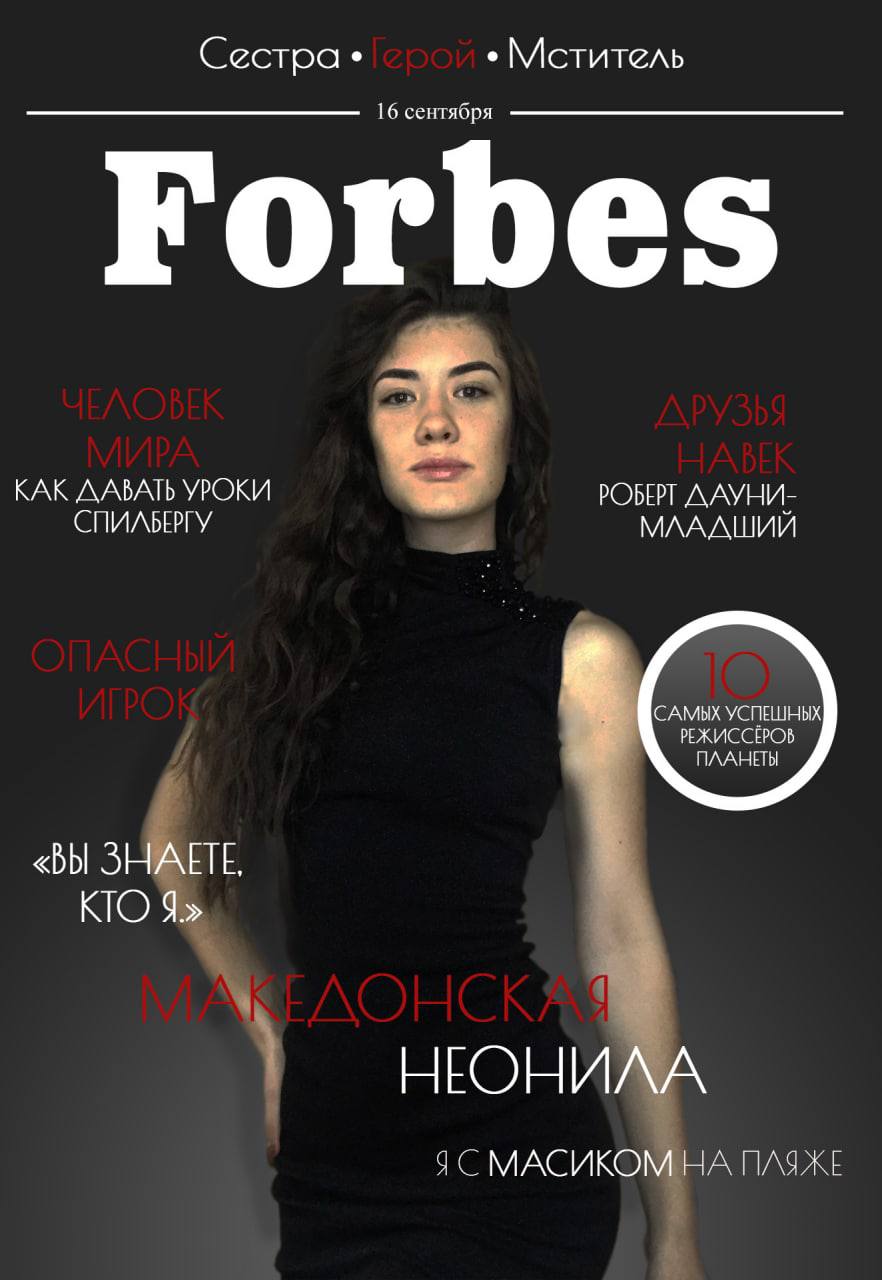 Сестра • Герой • Мститель
16 сентября
Forbes
ЧЕЛОВЕК
МИРА
КАК ДАВАТЬ УРОКИ
СПИЛБЕРГУ
ДРУЗЬЯ
НАВЕК
РОБЕРТ ДАУНИ-
МЛАДШИЙ
ОПАСНЫЙ
ИГРОК
10
САМЫХ УСПЕШНЫХ
РЕЖИССЁРОВ
ПЛАНЕТЫ
«ВЫ ЗНАЕТЕ,
КТО Я.»
МАКЕДОНСКАЯ
НЕОНИЛА
Я С МАСИКОМ НА ПЛЯЖЕ